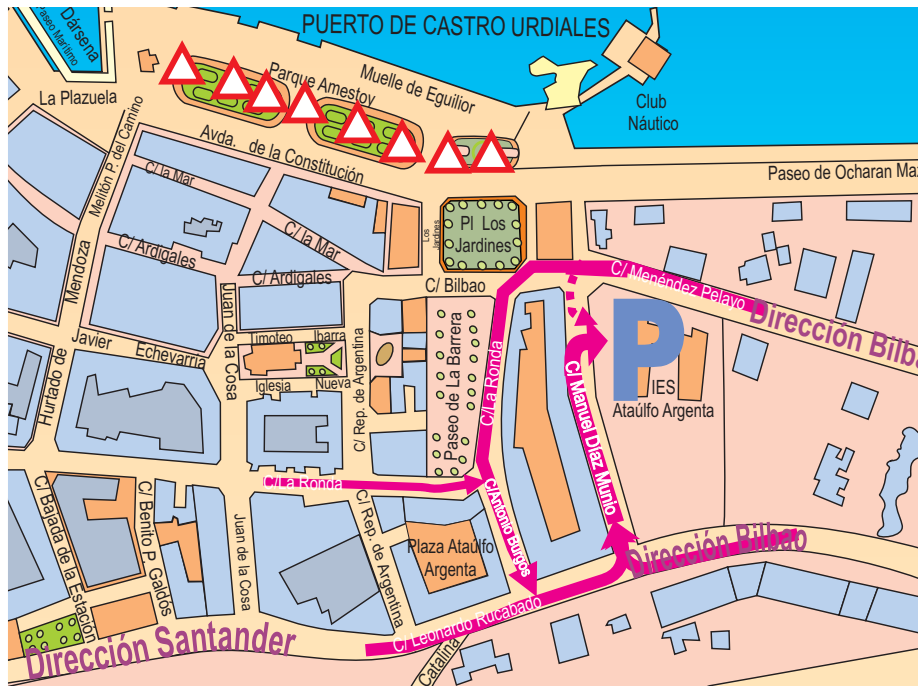 PUERTO DE CASTRO URDIALES
Dársena
Paseo Marítimo
La Plazuela
Parque Amestoy
Muelle de Eguilior
Club
Náutico
Avda. de la Constitución
Paseo de Ocharan Maz
Melitón P. del Camino
C/ la Mar
C/ la Mar
C/ Ardigales
C/ Ardigales
Mendoza
Hurtado de
Los
Jardines
Pl Los
Jardines
C/ Bilbao
C/ Menéndez Pelayo
Dirección Bilba
Javier
Echevarria
Juan de la Cosa
Timoteo
Ibarra
Iglesia
Nueva
C/ Rep. de Argentina
Paseo de La Barrera
C/La Ronda
C/ Manuel Díaz Munío
P
IES
Ataúlfo Argenta
C/La Ronda
C/Antonio Burgos
C/ Bajada de la Estación
C/ Benito P. Galdós
Juan de la Cosa
C/ Rep. de Argentina
Plaza Ataúlfo
Argenta
Dirección Bilbao
C/ Leonardo Rucabado
Dirección Santander
Catalina